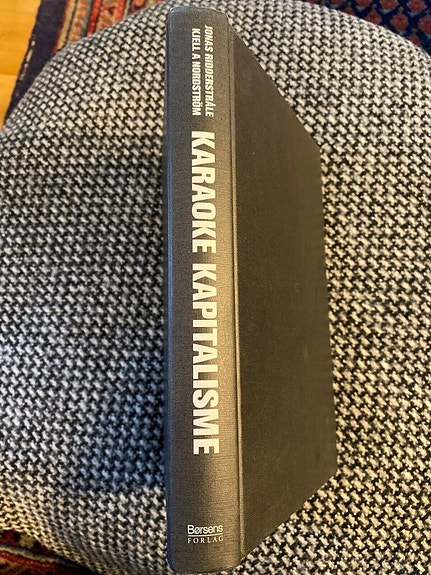 JONAS RIDDERSTRÅLE
KJELL A NORDSTRÖM
KARAOKE KAPITALISME
Børsens
FORLAG